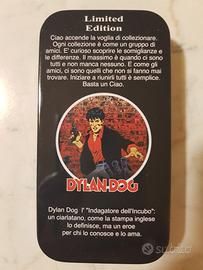 Limited
Edition
Ciao accende la voglia di collezionare.
Ogni collezione è come un gruppo di
amici. E' curioso scoprire le somiglianze e
le differenze. Il massimo è quando ci sono
tutti e non manca nessuno. E come gli
amici, ci sono quelli che non si fanno mai
trovare. Iniziare a riunirli tutti è semplice.
Basta un Ciao.
DYLAN DOG
Dylan Dog l' "Indagatore dell'Incubo":
un ciarlatano, come la stampa inglese
lo definisce, ma un eroe
per chi lo conosce e lo ama.
SUBITO